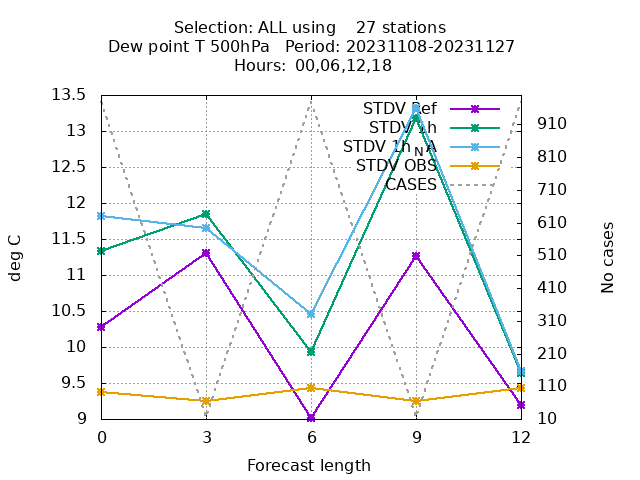 Selection: ALL using 27 stations
Dew point T 500hPa Period: 20231108-20231127
Hours: 00,06,12,18
STDV Ref
STDV 1h
STDV 1h_NA
STDV OBS
CASES
13.5
13
12.5
12
11.5
11
10.5
10
9.5
9
910
810
710
610
510
410
310
210
110
10
deg C
No cases
0 3 6 9 12
Forecast length